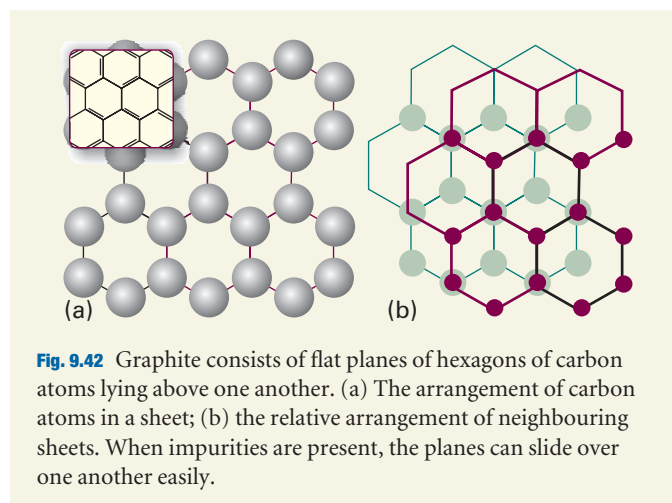 (a)
(b)
Fig. 9.42 Graphite consists of flat planes of hexagons of carbon
atoms lying above one another. (a) The arrangement of carbon
atoms in a sheet; (b) the relative arrangement of neighbouring
sheets. When impurities are present, the planes can slide over
one another easily.